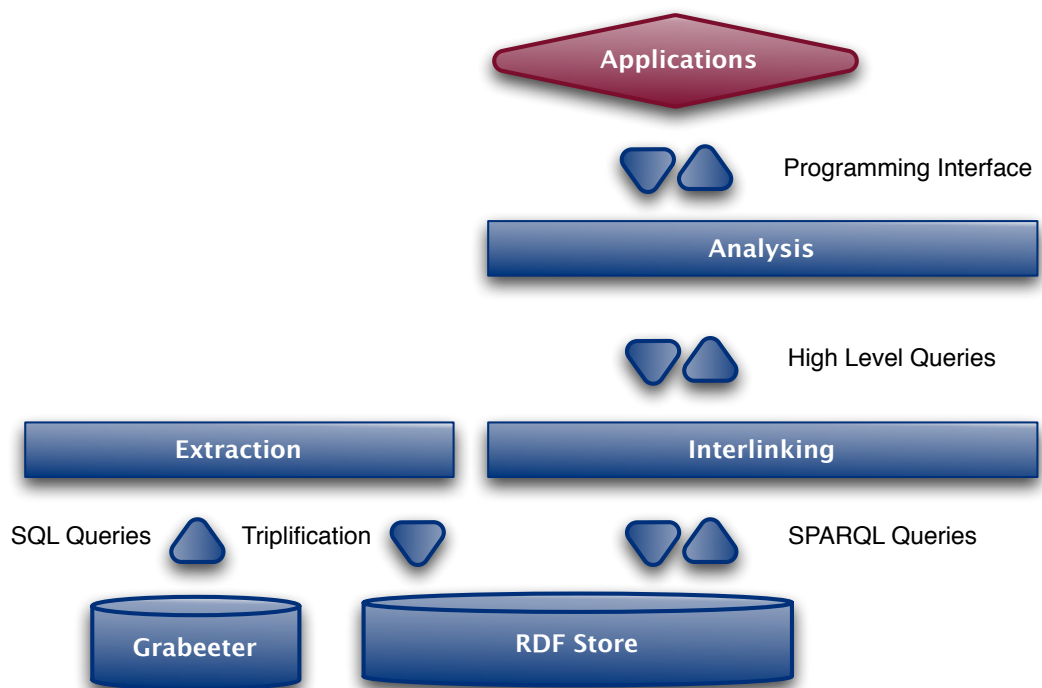 Applications
Programming Interface
Analysis
High Level Queries
Extraction
Interlinking
SQL Queries
Triplification
SPARQL Queries
Grabeeter
RDF Store